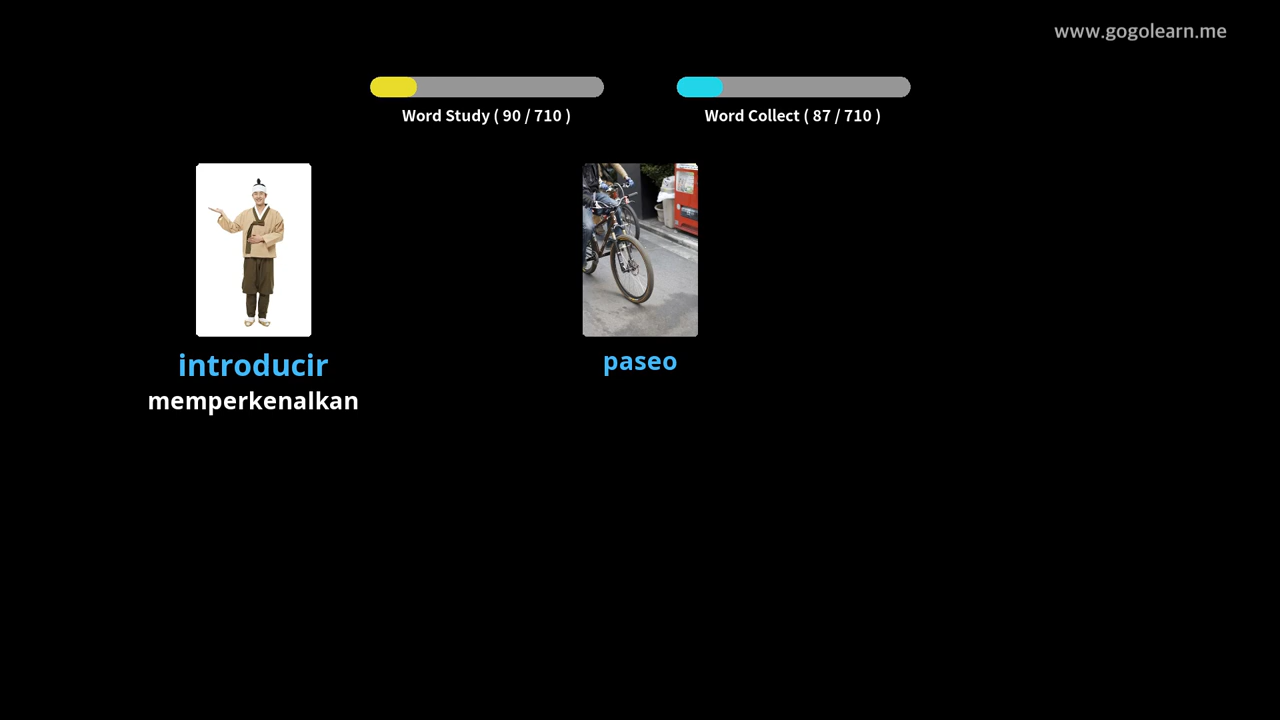 www.gogolearn.me
Word Study ( 90 / 710 )
Word Collect ( 87 / 710 )
introducir
memperkenalkan
paseo